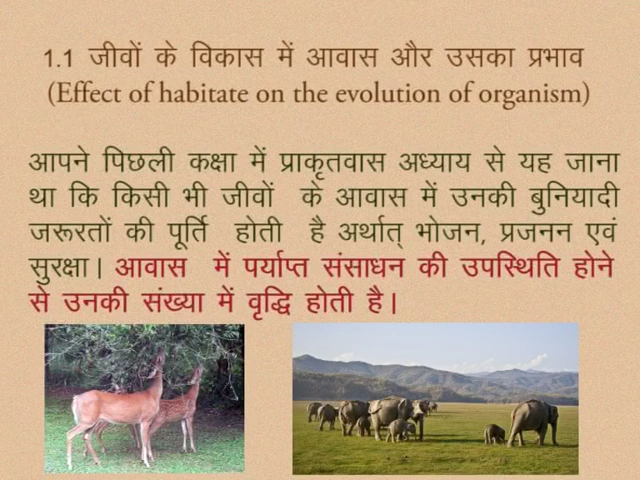 1.1 जीवों के विकास में आवास और उसका प्रभाव
(Effect of habitate on the evolution of organism)
आपने पिछली कक्षा में प्राकृतवास अध्याय से यह जाना
था कि किसी भी जीवों के आवास में उनकी बुनियादी
जरूरतों की पूर्ति होती है अर्थात् भोजन, प्रजनन एवं
सुरक्षा। आवास में पर्याप्त संसाधन की उपस्थिति होने
से उनकी संख्या में वृद्धि होती है।